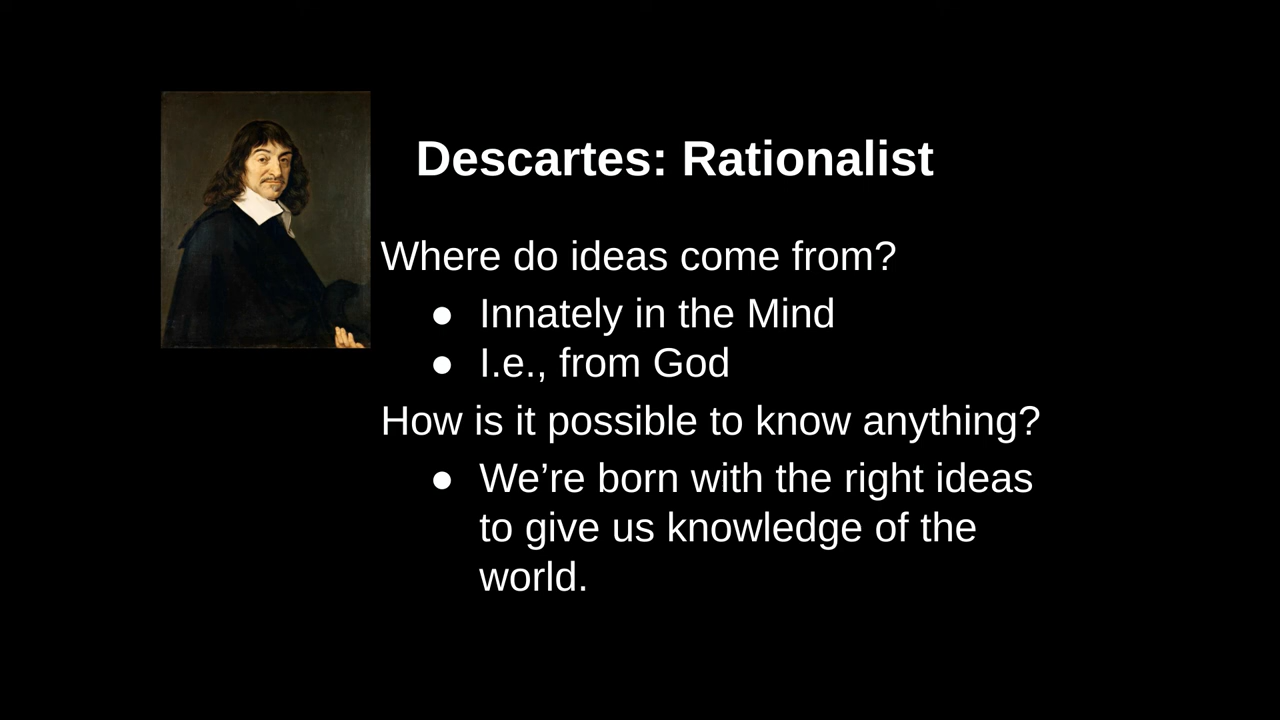 Descartes: Rationalist
Where do ideas come from?
● Innately in the Mind
● I.e., from God
How is it possible to know anything?
● We’re born with the right ideas
to give us knowledge of the
world.